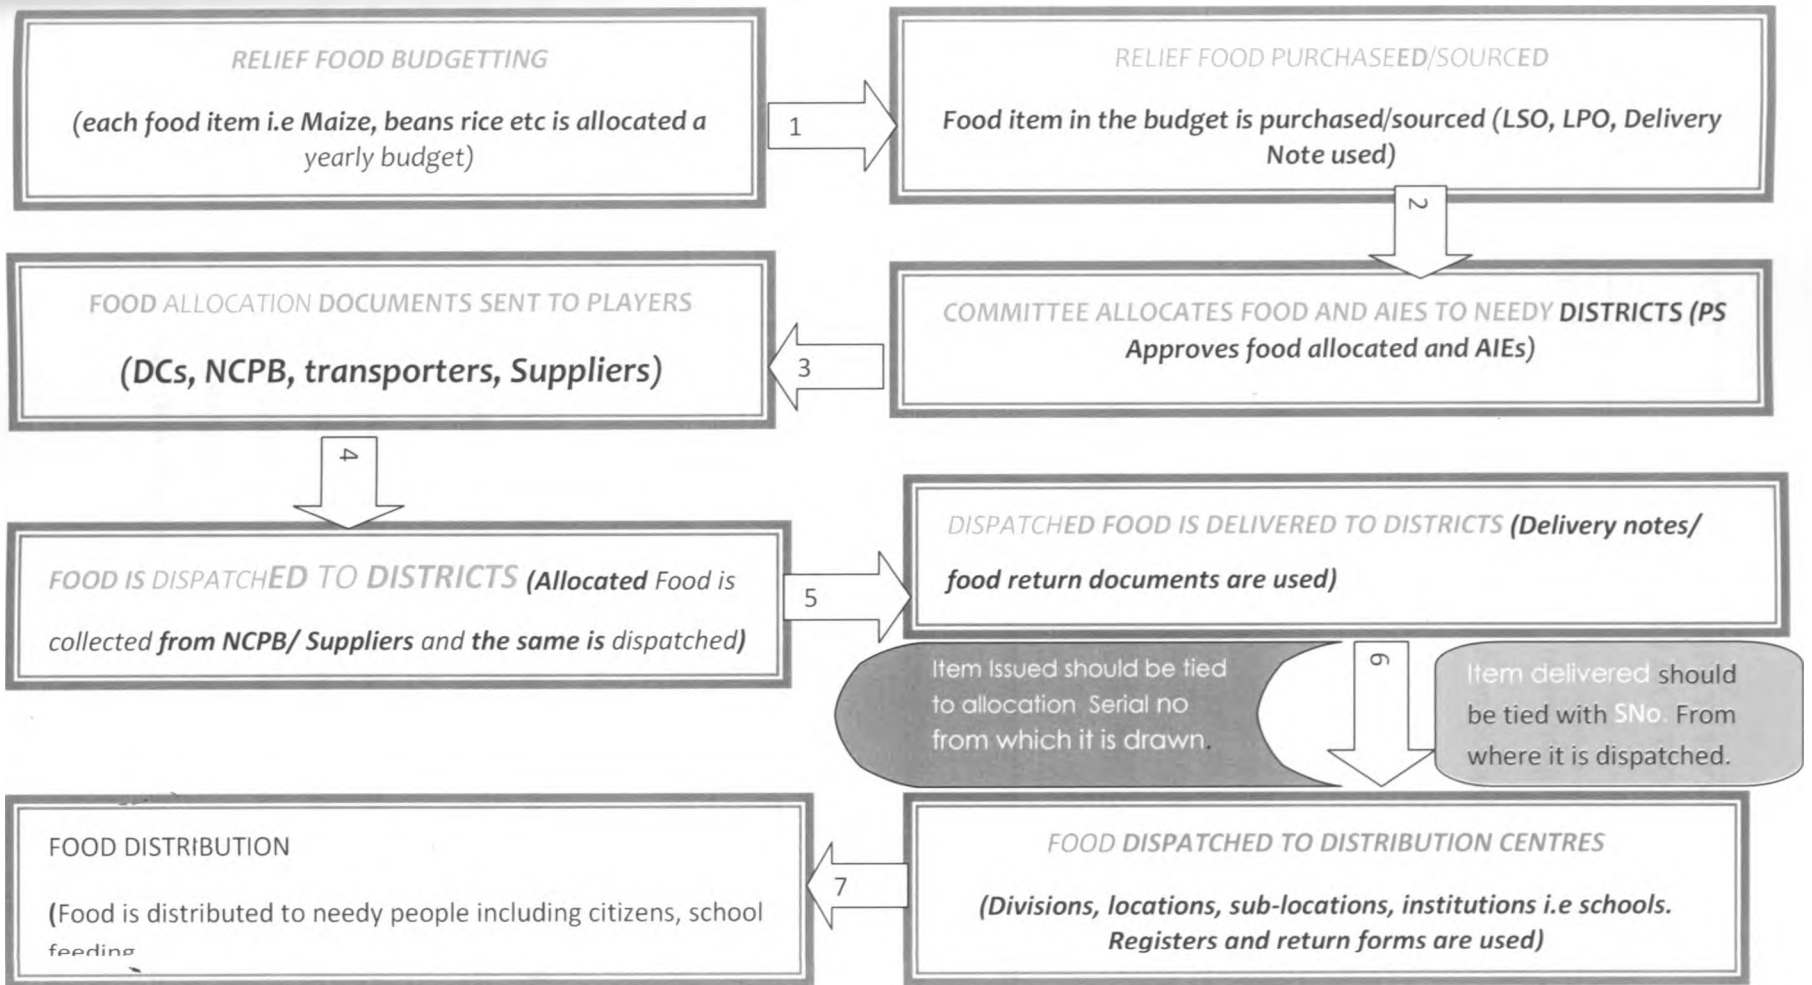 RELIEF FOOD BUDGETTING
(each food item i.e Maize, beans rice etc is allocated a
yearly budget)
1
RELIEF FOOD PURCHASEED/SOURCED
Food item in the budget is purchased/sourced (LSO, LPO, Delivery
Note used)
2
COMMITTEE ALLOCATES FOOD AND AIES TO NEEDY DISTRICTS (PS
Approves food allocated and AIEs)
3
FOOD ALLOCATION DOCUMENTS SENT TO PLAYERS
(DCs, NCPB, transporters, Suppliers)
4
FOOD IS DISPATCHED TO DISTRICTS (Allocated Food is
collected from NCPB/ Suppliers and the same is dispatched)
5
DISPATCHED FOOD IS DELIVERED TO DISTRICTS (Delivery notes/
food return documents are used)
Item Issued should be tied
to allocation Serial no
from which it is drawn.
6
Item delivered should
be tied with SNo. From
where it is dispatched.
FOOD DISPATCHED TO DISTRIBUTION CENTRES
(Divisions, locations, sub-locations, institutions i.e schools.
Registers and return forms are used)
7
FOOD DISTRIBUTION
(Food is distributed to needy people including citizens, school
feeding